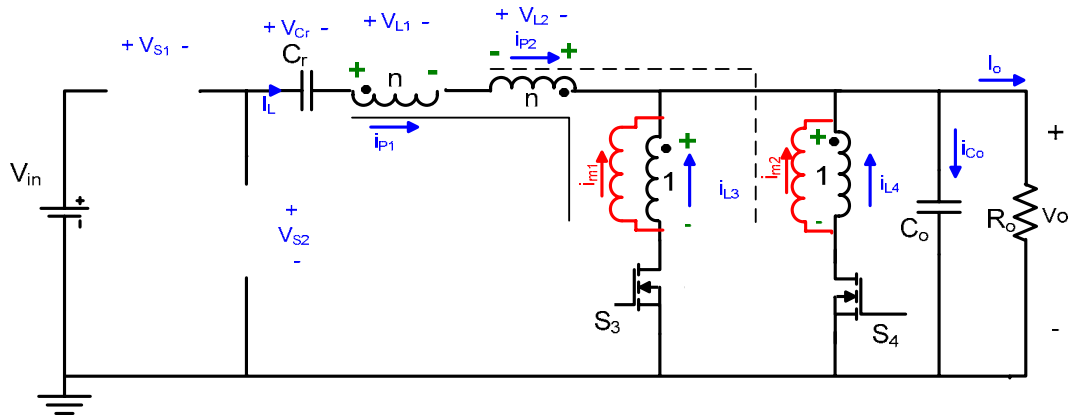 + V_S1 -
+ V_Cr -
+ V_L1 -
+ V_L2 -
C_r
i_P2
- +
I_o
+ n -
n
I_L
i_P1
+
i_Co
V_in
+
i_m1
+
1
i_L3
i_m2
+
1
i_L4
C_o
R_o
Vo
+
V_S2
-
-
-
S_3
S_4
-